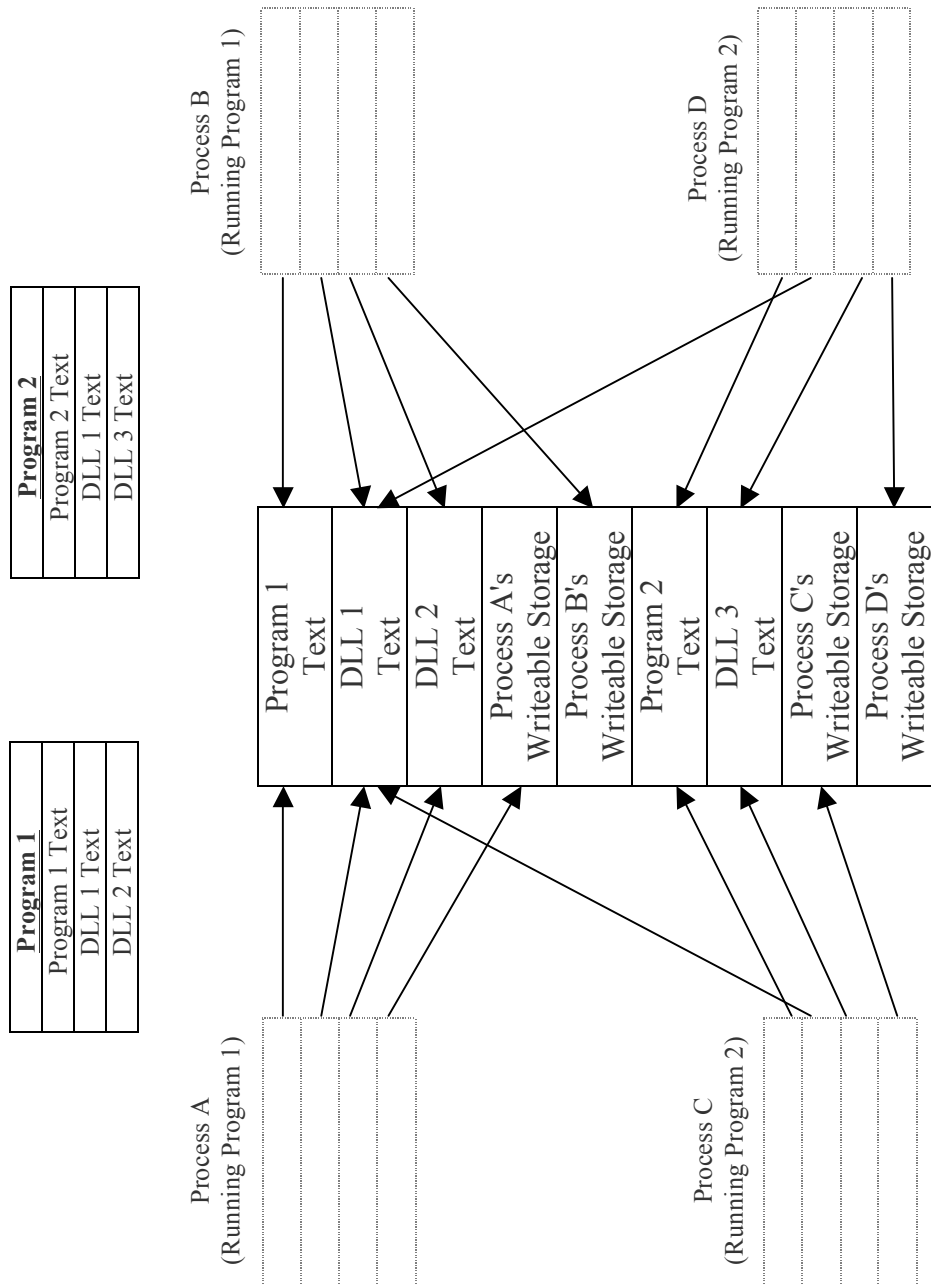 Program 1
Program 1 Text
DLL 1 Text
DLL 2 Text
Program 2
Program 2 Text
DLL 1 Text
DLL 3 Text
Process A
(Running Program 1)
Process B
(Running Program 1)
Program 1
Text
DLL 1
Text
DLL 2
Text
Process A's
Writeable Storage
Process B's
Writeable Storage
Program 2
Text
DLL 3
Text
Process C's
Writeable Storage
Process D's
Writeable Storage
Process C
(Running Program 2)
Process D
(Running Program 2)